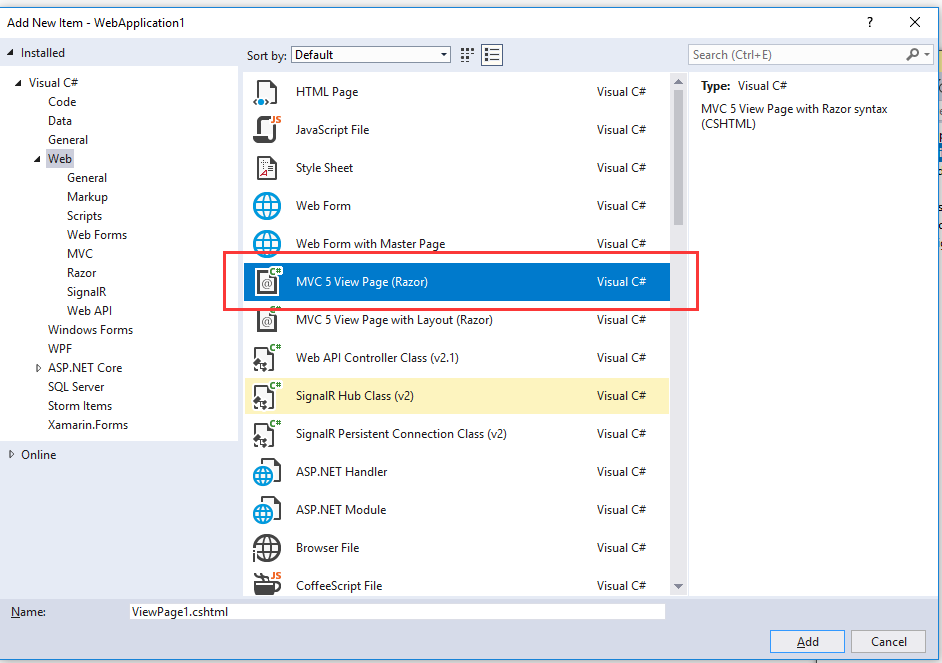 Add New Item - WebApplication1
?
Installed
Sort by: Default
Search (Ctrl+E)
Visual C#
Code
Data
General
Web
General
Markup
Scripts
Web Forms
MVC
Razor
SignalR
Web API
Windows Forms
WPF
ASP.NET Core
SQL Server
Storm Items
Xamarin.Forms
Online
HTML Page Visual C#
JS
JavaScript File Visual C#
Style Sheet Visual C#
Web Form Visual C#
Web Form with Master Page Visual C#
C#
@
MVC 5 View Page (Razor) Visual C#
C#
@
MVC 5 View Page with Layout (Razor) Visual C#
C#
Web API Controller Class (v2.1) Visual C#
C#
SignalR Hub Class (v2) Visual C#
C#
SignalR Persistent Connection Class (v2) Visual C#
ASP.NET Handler Visual C#
ASP.NET Module Visual C#
Browser File Visual C#
JS
CoffeeScript File Visual C#
Type: Visual C#
MVC 5 View Page with Razor syntax
(CSHTML)
Name: ViewPage1.cshtml
Add Cancel